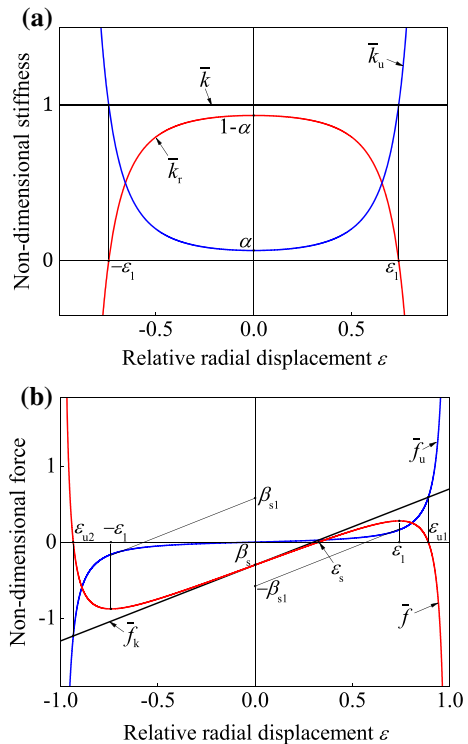 (a)
Non-dimensional stiffness
1
0
k̄
k̄u
1-α
k̄r
α
−ε1
ε1
-0.5 0.0 0.5
Relative radial displacement ε
(b)
Non-dimensional force
1
0
-1
f̄u
βs1
εu2 −ε1
βs
εs
ε1
εu1
−βs1
f̄k
f̄
-1.0 -0.5 0.0 0.5 1.0
Relative radial displacement ε